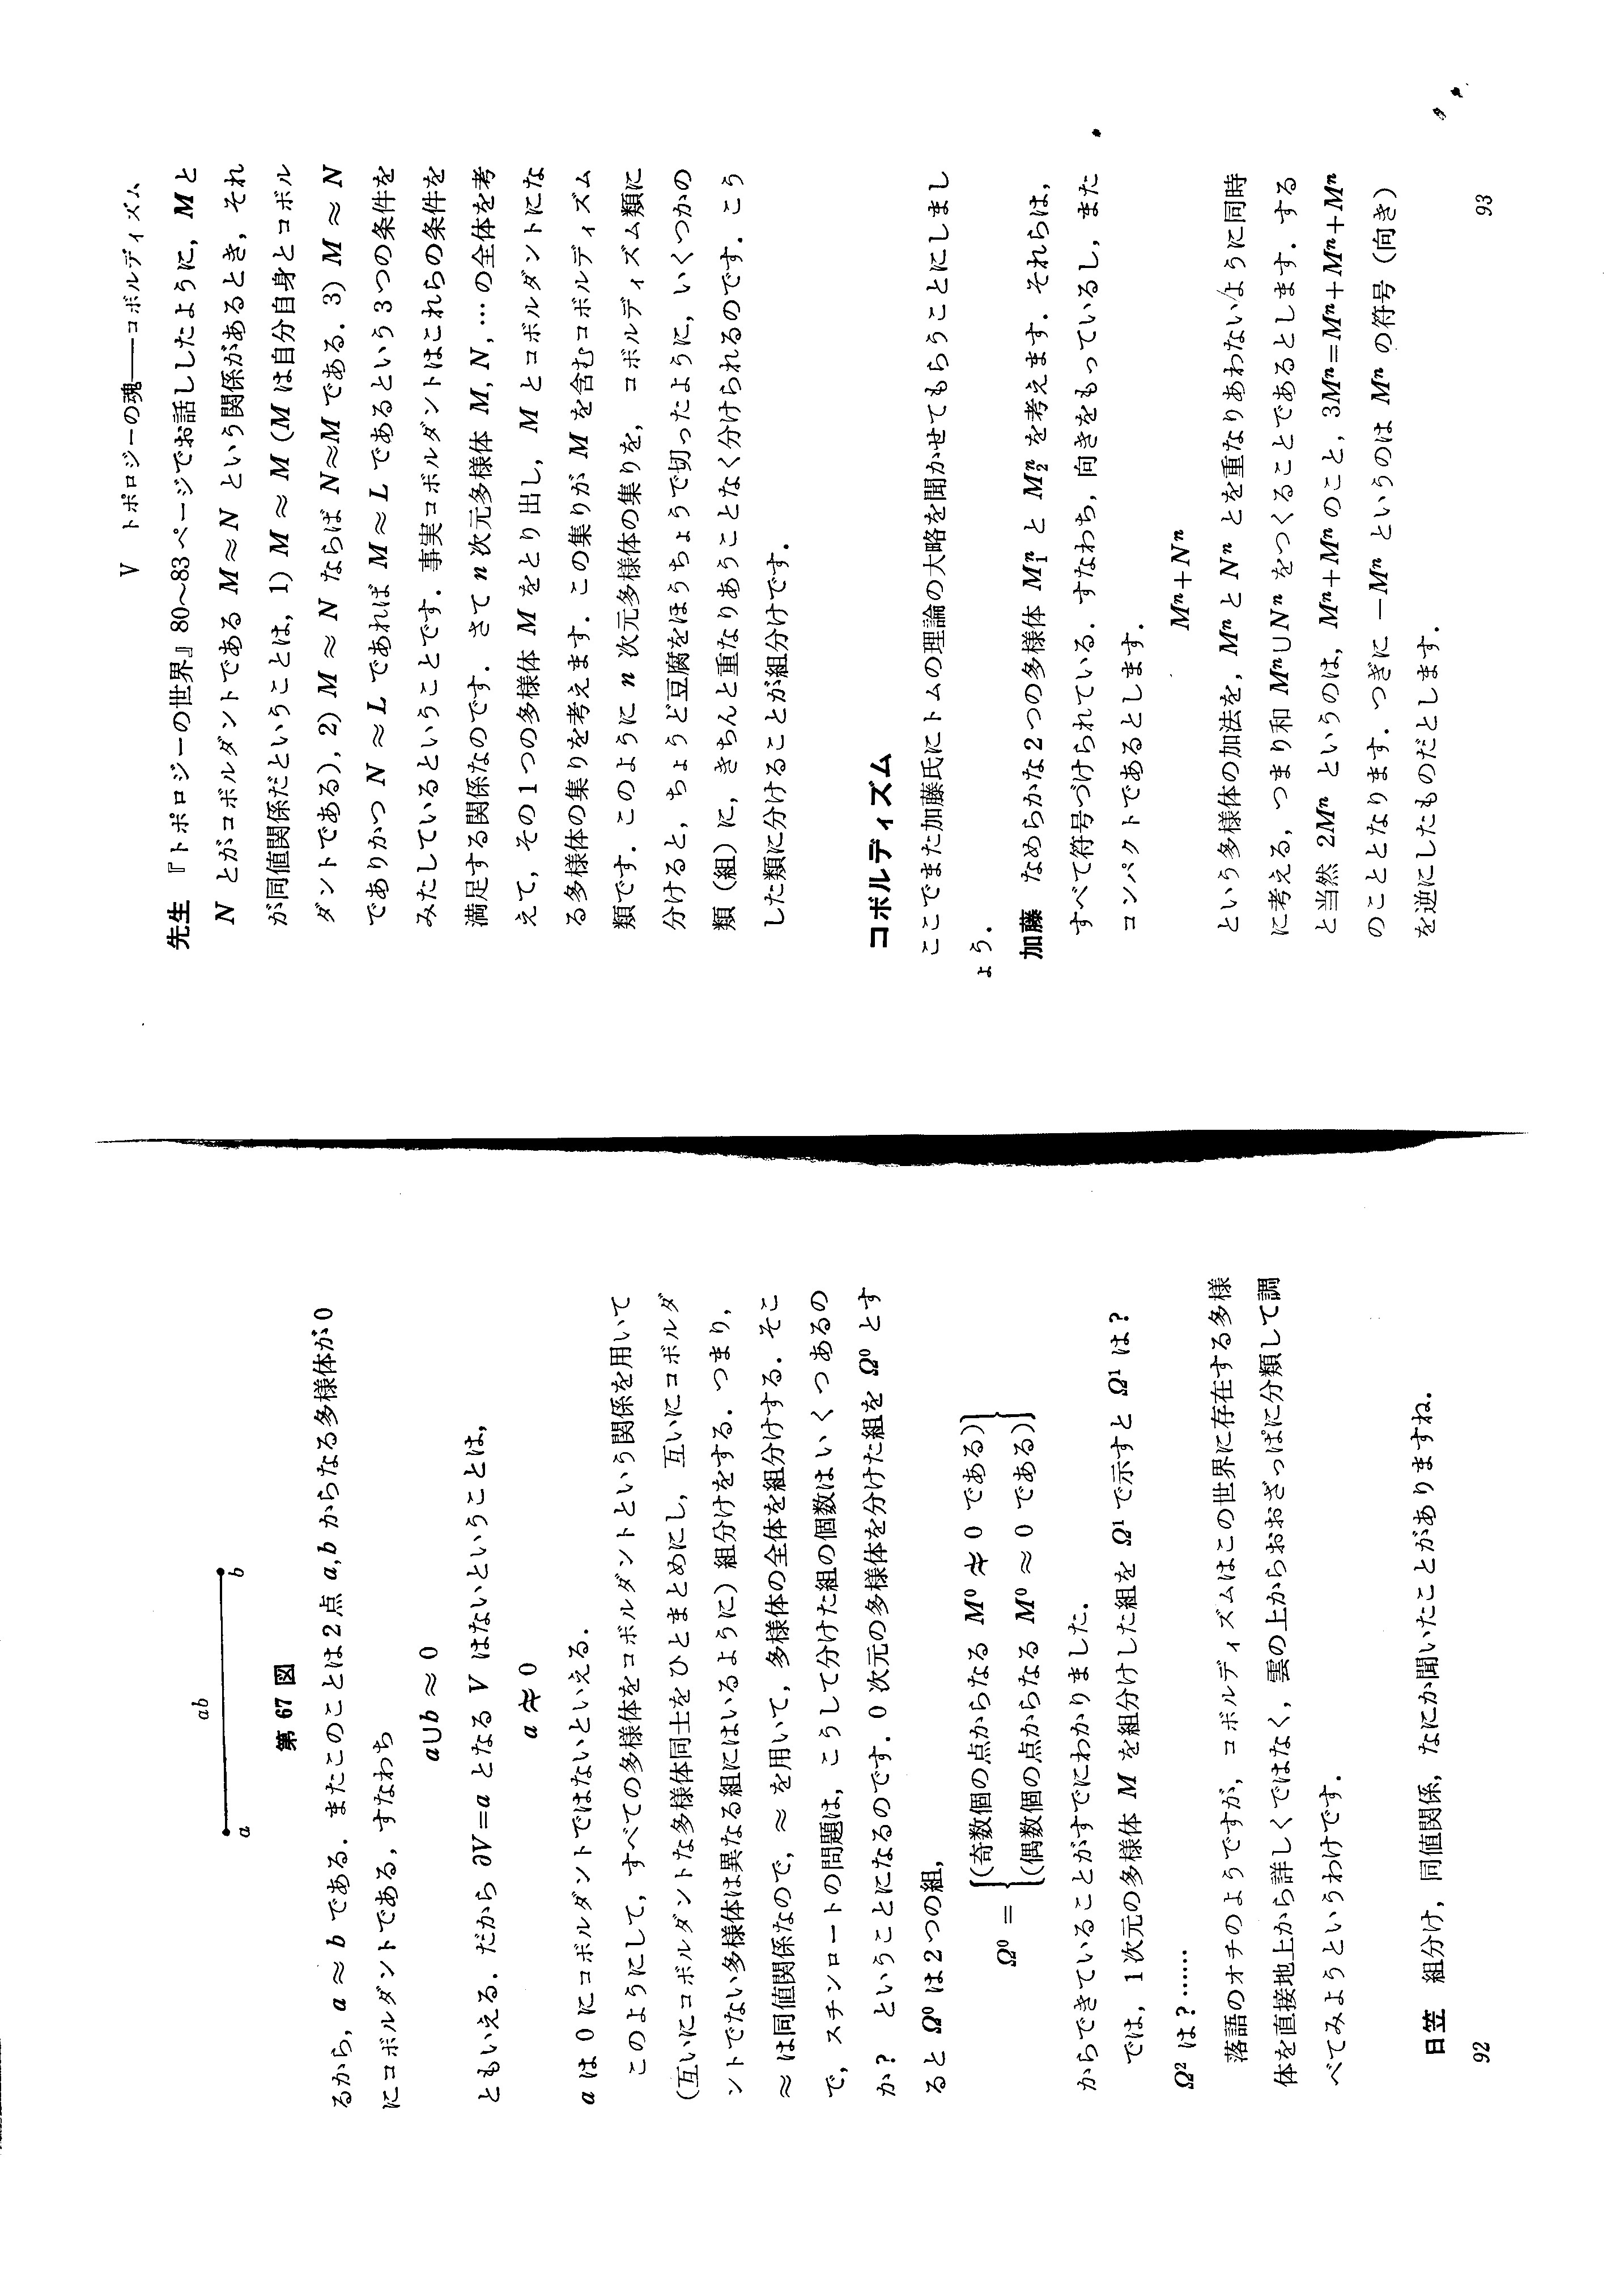 ab
a
b
第 67 図
るから, a ≈ b である. またこのことは2点 a,b からなる多様体が0
にコボルダントである, すなわち
a∪b ≈ 0
ともいえる. だから ∂V=a となる V はないということは,
a ≉ 0
a は 0 にコボルダントではないといえる.
このようにして, すべての多様体をコボルダントという関係を用いて
(互いにコボルダントな多様体同士をひとまとめにし, 互いにコボルダ
ントでない多様体は異なる組にはいるように) 組分けをする. つまり,
≈ は同値関係なので, ≈ を用いて, 多様体の全体を組分けする. そこ
で, スチンロートの問題は, こうして分けた組の個数はいくつあるの
か? ということになるのです. 0 次元の多様体を分けた組を Ω⁰ とす
ると Ω⁰ は2つの組,
Ω⁰ = {(奇数個の点からなる M⁰ ≉ 0 である)
(偶数個の点からなる M⁰ ≈ 0 である)}
からできていることがすでにわかりました.
では, 1次元の多様体 M を組分けした組を Ω¹ で示すと Ω¹ は?
Ω² は?……
落語のオチのようですが, コボルディズムはこの世界に存在する多様
体を直接地上から詳しくではなく, 雲の上からおおざっぱに分類して調
べてみようというわけです.
日笠 組分け, 同値関係, なにか聞いたことがありますね.
92
V トポロジーの魂――コボルディズム
先生 『トポロジーの世界』80~83ページでお話ししたように, M と
N とがコボルダントである M≈N という関係があるとき, それ
が同値関係だということは, 1) M ≈ M (M は自分自身とコボル
ダントである), 2) M ≈ N ならば N≈M である. 3) M ≈ N
でありかつ N ≈ L であれば M ≈ L であるという3つの条件を
みたしているということです. 事実コボルダントはこれらの条件を
満足する関係なのです. さて n 次元多様体 M, N, … の全体を考
えて, その1つの多様体 M をとり出し, M とコボルダントにな
る多様体の集りを考えます. この集りが M を含むコボルディズム
類です. このように n 次元多様体の集りを, コボルディズム類に
分けると, ちょうど豆腐をほうちょうで切ったように, いくつかの
類 (組) に, きちんと重なりあうことなく分けられるのです. こう
した類に分けることが組分けです.
コボルディズム
ここでまた加藤氏にトムの理論の大略を聞かせてもらうことにしまし
ょう.
加藤 なめらかな2つの多様体 M₁ⁿ と M₂ⁿ を考えます. それらは,
すべて符号づけられている. すなわち, 向きをもっているし, また
コンパクトであるとします.
Mⁿ+Nⁿ
という多様体の加法を, Mⁿ と Nⁿ とを重なりあわないように同時
に考える, つまり和 Mⁿ∪Nⁿ をつくることであるとします. する
と当然 2Mⁿ というのは, Mⁿ+Mⁿ のこと, 3Mⁿ=Mⁿ+Mⁿ+Mⁿ
のこととなります. つぎに −Mⁿ というのは Mⁿ の符号 (向き)
を逆にしたものだとします.
93